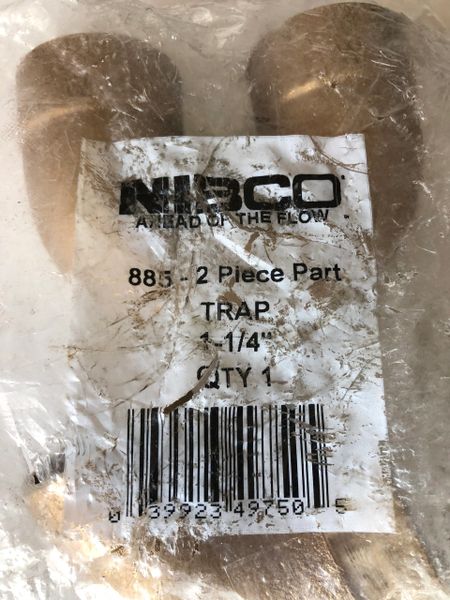 NIBCO
AHEAD OF THE FLOW
885 - 2 Piece Part
TRAP
1-1/4"
QTY 1
0 39923 49750 5